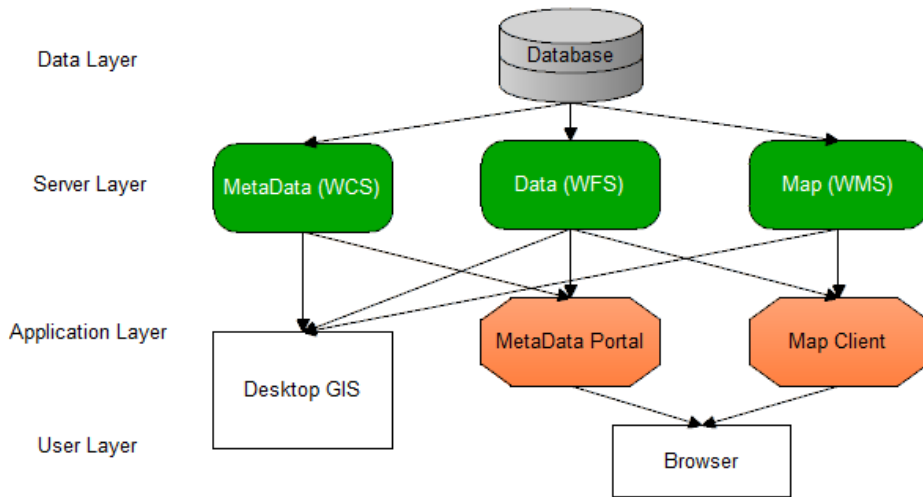 Data Layer
Database
Server Layer
MetaData (WCS)
Data (WFS)
Map (WMS)
Application Layer
MetaData Portal
Map Client
Desktop GIS
User Layer
Browser